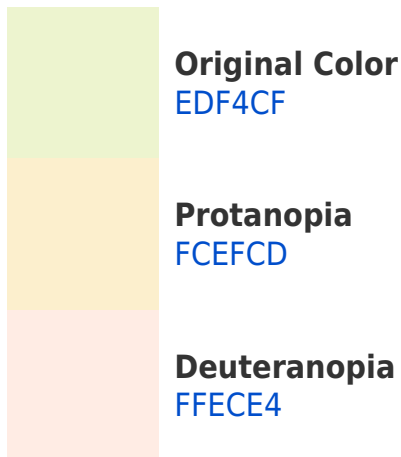 Original Color
EDF4CF
Protanopia
FCEFCD
Deuteranopia
FFECE4